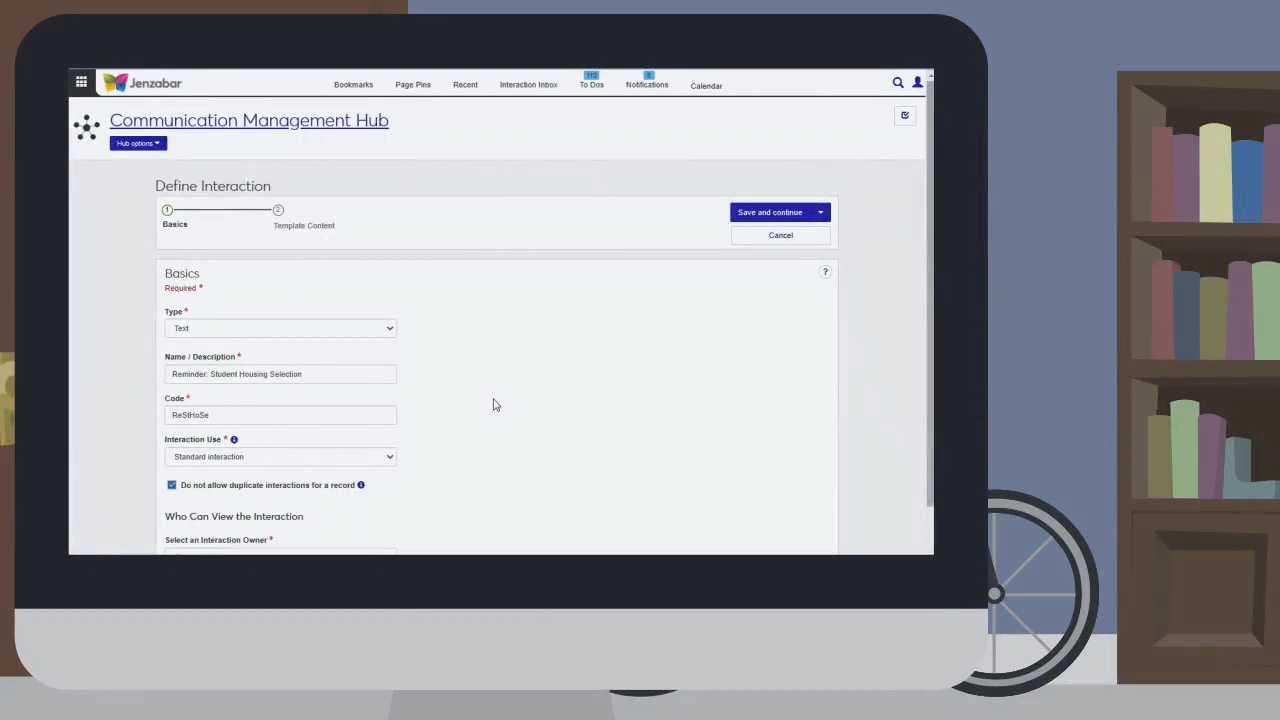 Jenzabar
Bookmarks
Page Pins
Recent
Interaction Inbox
110
To Dos
Notifications
Calendar
Communication Management Hub
Hub options
Define Interaction
1
2
Basics
Template Content
Save and continue
Cancel
Basics
?
Required *
Type *
Text
Name / Description *
Reminder: Student Housing Selection
Code *
ReStHoSe
Interaction Use *
Standard interaction
Do not allow duplicate interactions for a record
Who Can View the Interaction
Select an Interaction Owner *